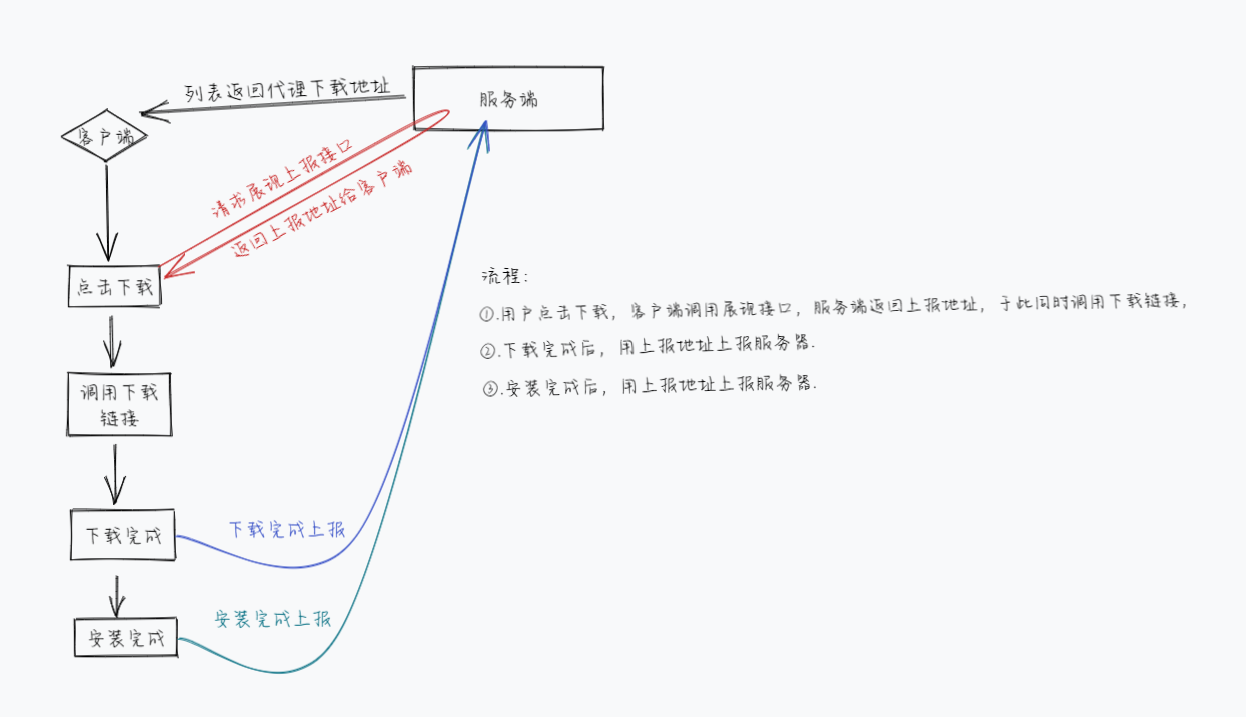 列表返回代理下载地址
服务端
客户端
请求展现上报接口
返回上报地址给客户端
点击下载
流程:
①.用户点击下载, 客户端调用展现接口, 服务端返回上报地址, 于此同时调用下载链接,
②.下载完成后, 用上报地址上报服务器.
③.安装完成后, 用上报地址上报服务器.
调用下载
链接
下载完成
下载完成上报
安装完成上报
安装完成